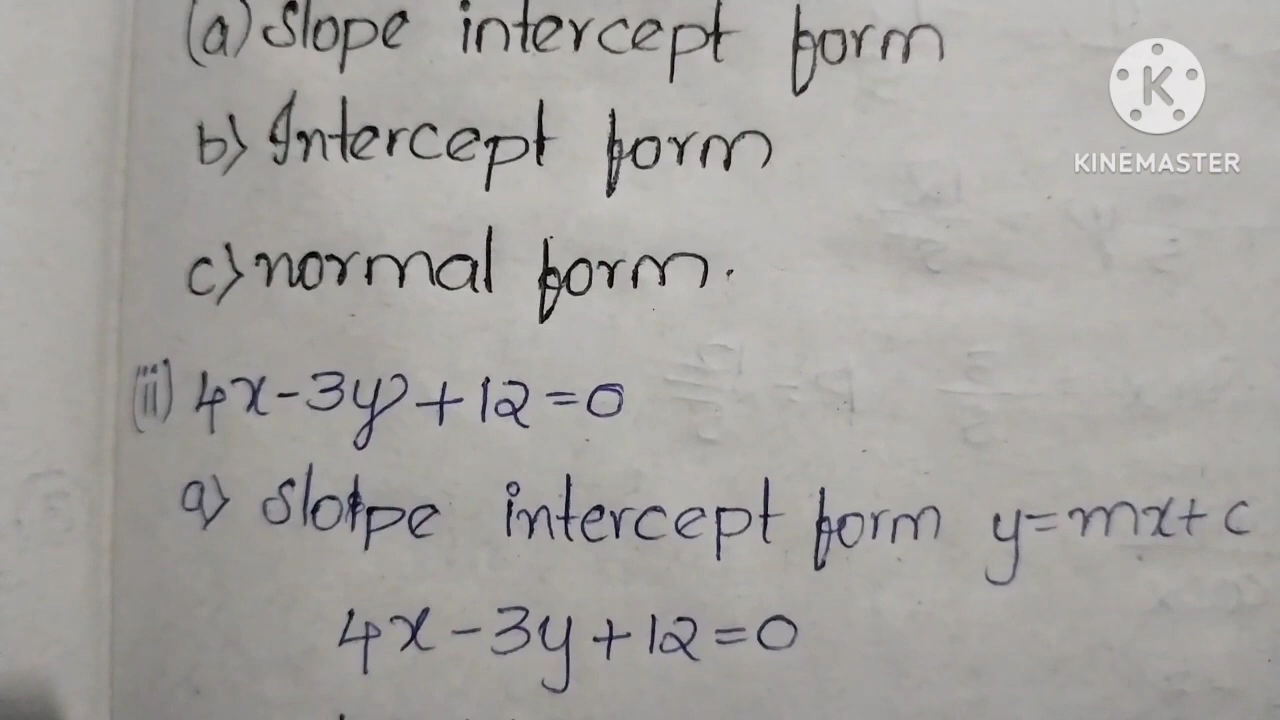 (a) Slope intercept form
b) Intercept form
c) normal form.
(ii) 4x-3y+12=0
a) Slotpe intercept form y=mx+c
4x-3y+12=0
K
KINEMASTER